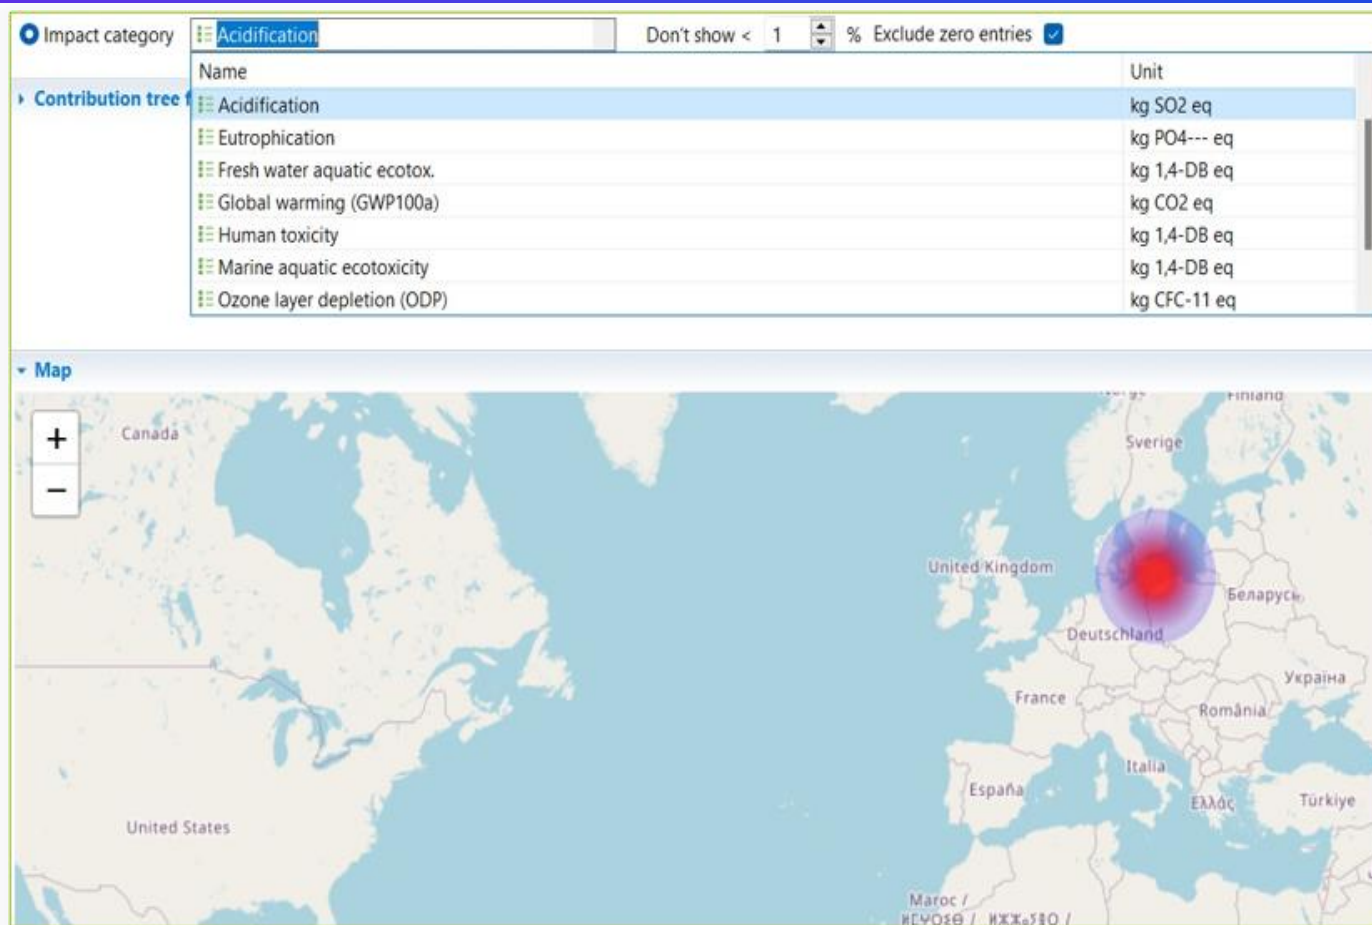 Impact category Acidification Don't show < 1 % Exclude zero entries
Name Unit
Contribution tree
Acidification kg SO2 eq
Eutrophication kg PO4--- eq
Fresh water aquatic ecotox. kg 1,4-DB eq
Global warming (GWP100a) kg CO2 eq
Human toxicity kg 1,4-DB eq
Marine aquatic ecotoxicity kg 1,4-DB eq
Ozone layer depletion (ODP) kg CFC-11 eq
Map
+
−
Finland
Canada
Sverige
United Kingdom
Беларусь
Deutschland
Україна
France
România
Italia
España
Ελλάς
Türkiye
United States
Maroc /